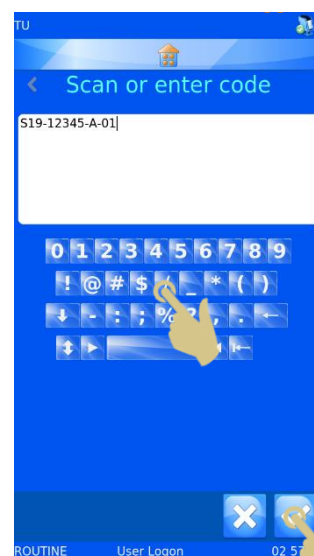 TU
Scan or enter code
S19-12345-A-01
0 1 2 3 4 5 6 7 8 9
! @ # $ / _ * ( )
- : ; % ? , .
ROUTINE User Logon 02 57